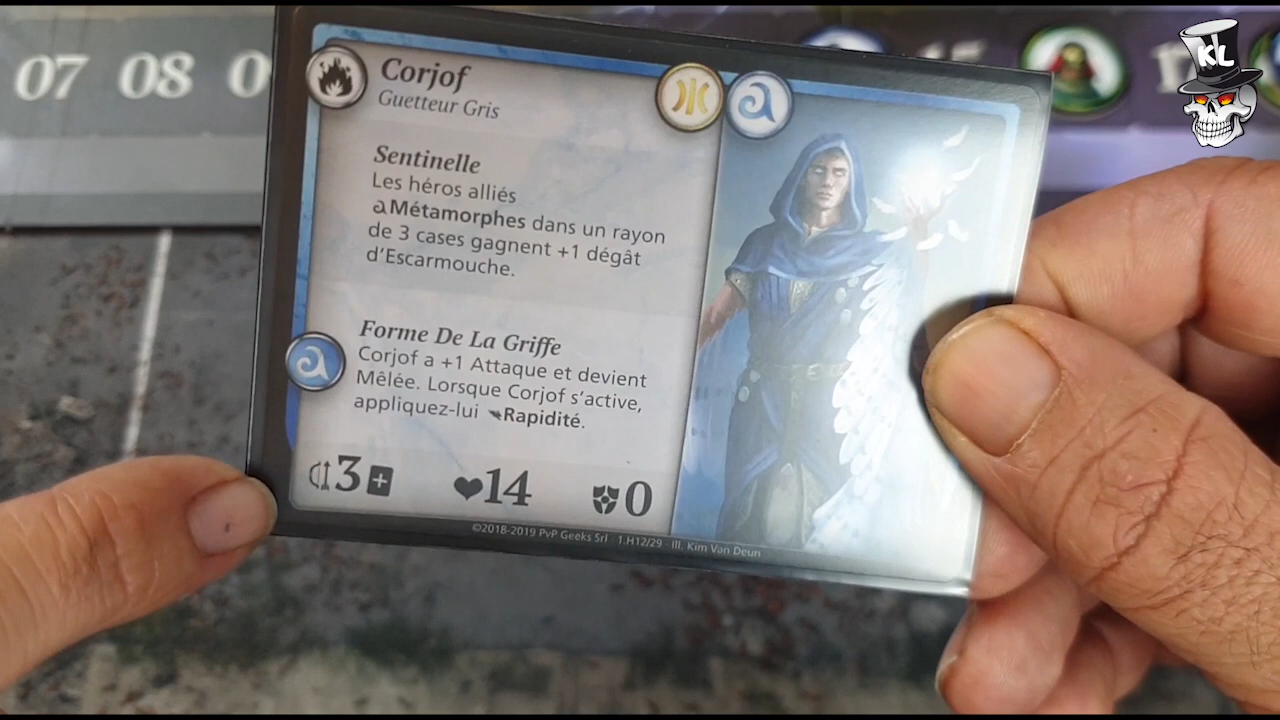 07 08 0
15
KL
Corjof
Guetteur Gris
Sentinelle
Les héros alliés
Métamorphes dans un rayon
de 3 cases gagnent +1 dégât
d'Escarmouche.
Forme De La Griffe
Corjof a +1 Attaque et devient
Mêlée. Lorsque Corjof s'active,
appliquez-lui Rapidité.
3+ 14 0
©2018-2019 PvP Geeks Srl 1.H12/29 - Ill. Kim Van Deun